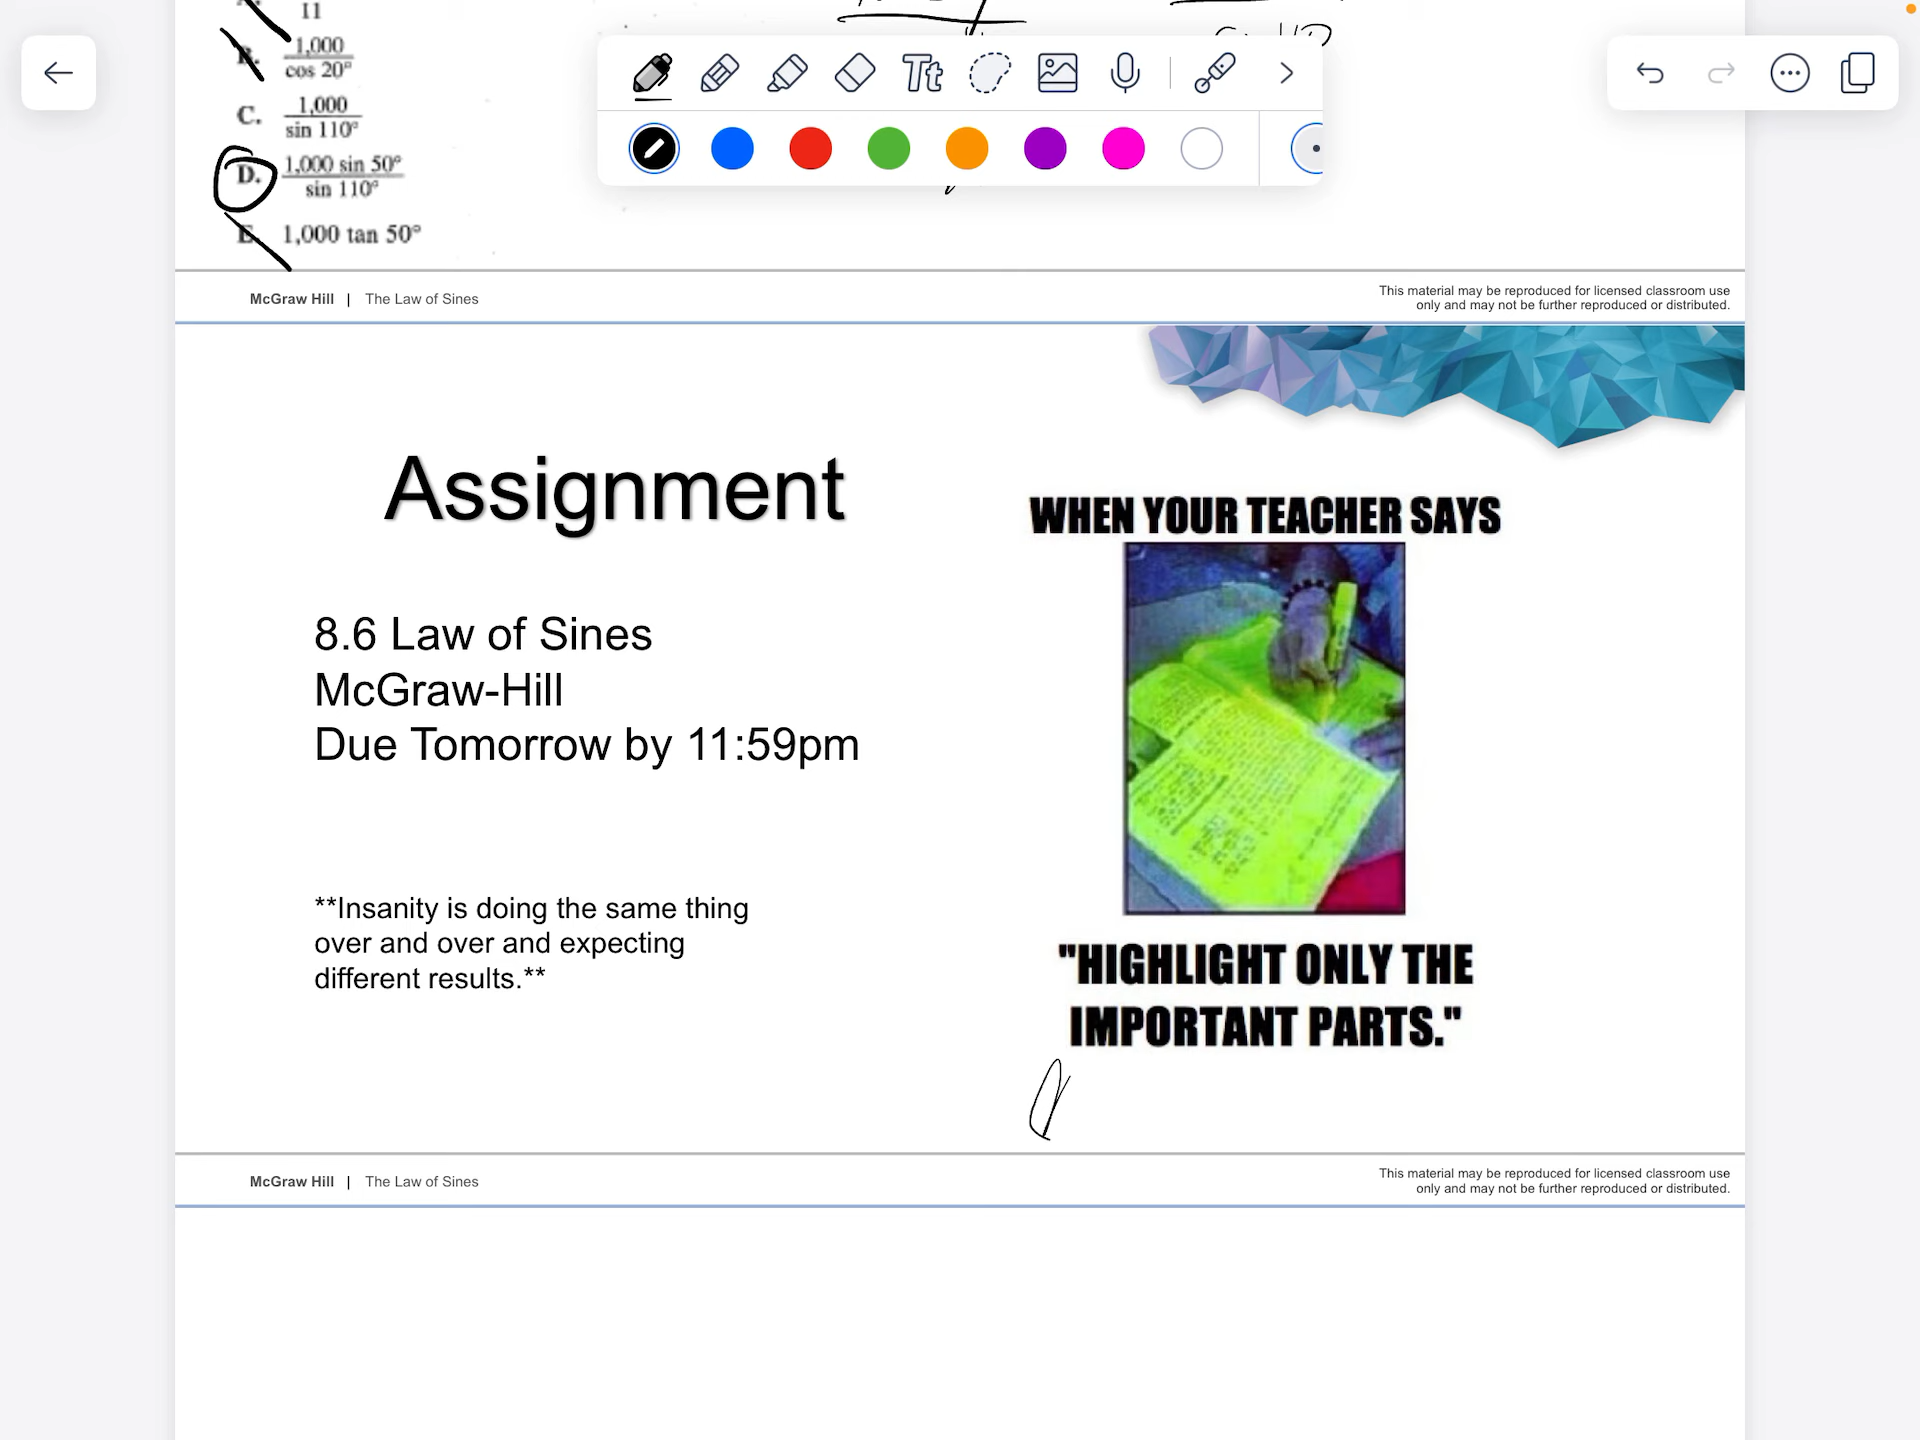 11
B. 1,000
cos 20°
C. 1,000
sin 110°
D. 1,000 sin 50°
sin 110°
E. 1,000 tan 50°
Tt
McGraw Hill | The Law of Sines
This material may be reproduced for licensed classroom use
only and may not be further reproduced or distributed.
Assignment
8.6 Law of Sines
McGraw-Hill
Due Tomorrow by 11:59pm
**Insanity is doing the same thing
over and over and expecting
different results.**
WHEN YOUR TEACHER SAYS
"HIGHLIGHT ONLY THE
IMPORTANT PARTS."
McGraw Hill | The Law of Sines
This material may be reproduced for licensed classroom use
only and may not be further reproduced or distributed.